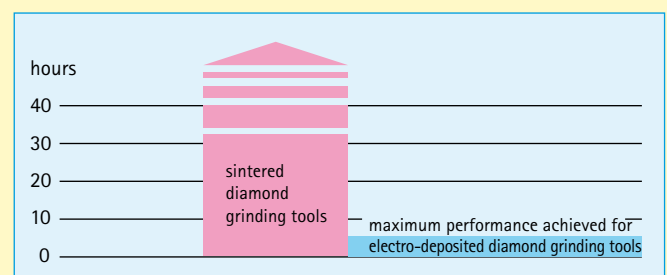 hours
40
30
20
10
0
sintered
diamond
grinding tools
maximum performance achieved for
electro-deposited diamond grinding tools